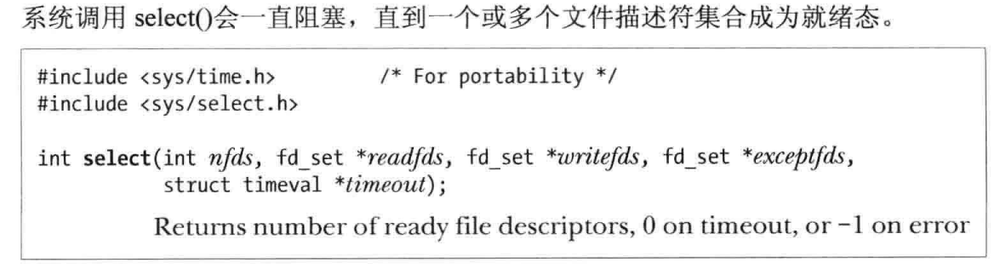 系统调用 select()会一直阻塞，直到一个或多个文件描述符集合成为就绪态。
#include <sys/time.h> /* For portability */
#include <sys/select.h>
int select(int nfds, fd_set *readfds, fd_set *writefds, fd_set *exceptfds,
struct timeval *timeout);
Returns number of ready file descriptors, 0 on timeout, or −1 on error